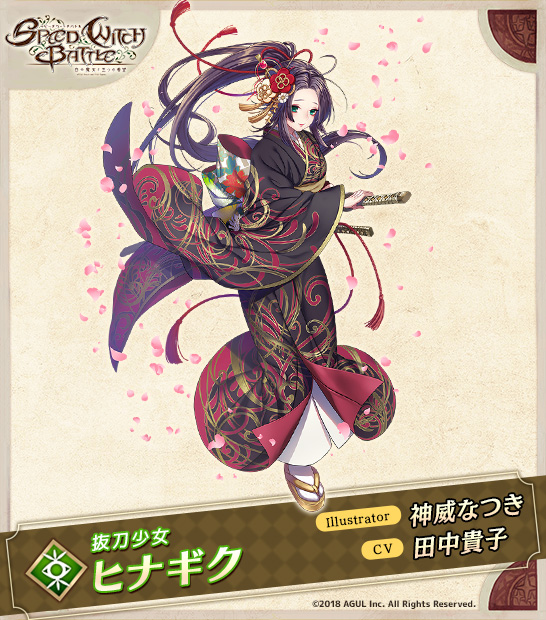 SPEED WITCH
BATTLE
抜刀少女
ヒナギク
Illustrator 神威なつき
CV 田中貴子
©2018 AGUL Inc. All Rights Reserved.